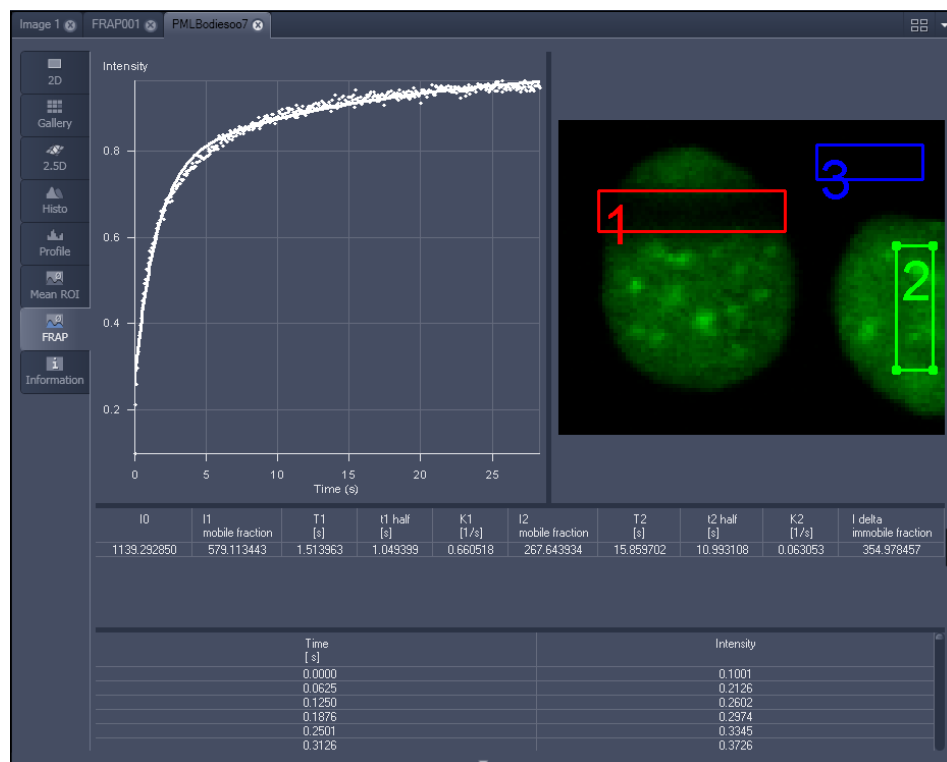 Image 1 FRAP001 PMLBodiesoo7
2D
Gallery
2.5D
Histo
Profile
Mean ROI
FRAP
i
Information
Intensity
0.8
0.6
0.4
0.2
0 5 10 15 20 25
Time (s)
1
3
2
I0 I1 T1 t1 half K1 I2 T2 t2 half K2 I delta
mobile fraction [s] [s] [1/s] mobile fraction [s] [s] [1/s] immobile fraction
1139.292850 579.113443 1.513963 1.049399 0.660518 267.643934 15.859702 10.993108 0.063053 354.978457
Time Intensity
[ s]
0.0000 0.1001
0.0625 0.2126
0.1250 0.2602
0.1876 0.2974
0.2501 0.3345
0.3126 0.3726